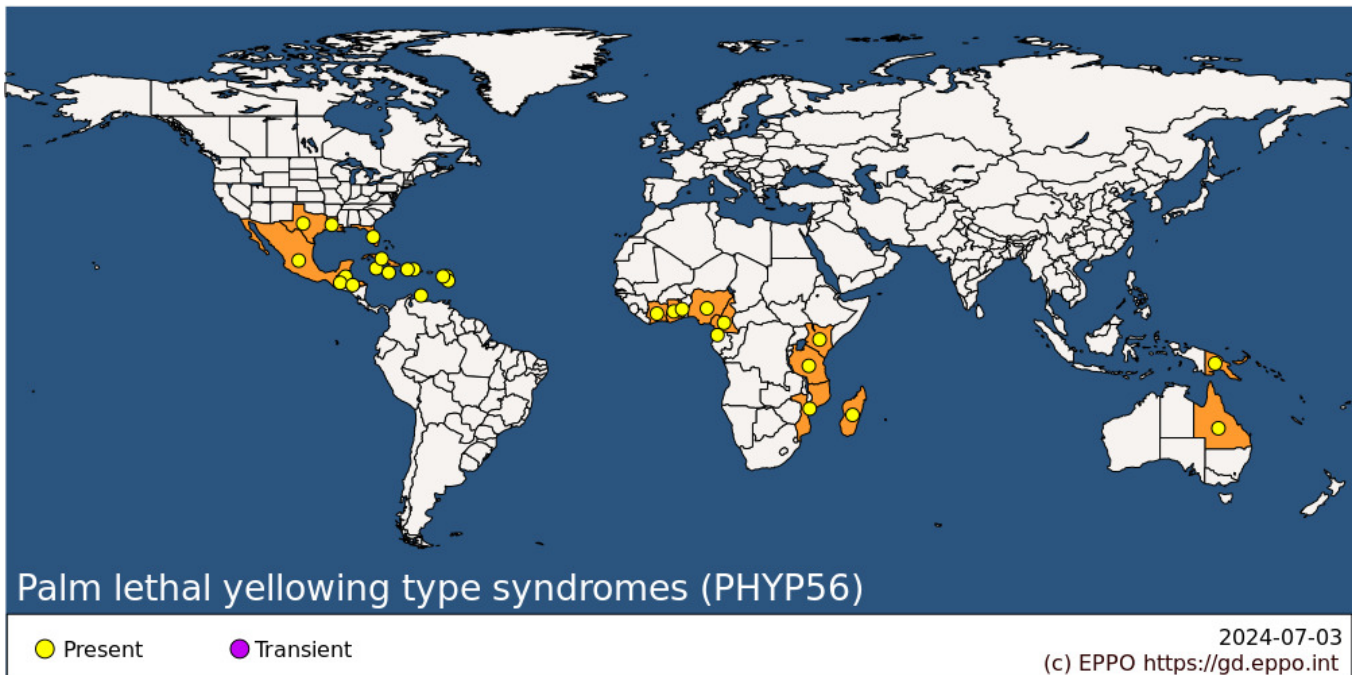 Palm lethal yellowing type syndromes (PHYP56)
Present
Transient
2024-07-03
(c) EPPO https://gd.eppo.int